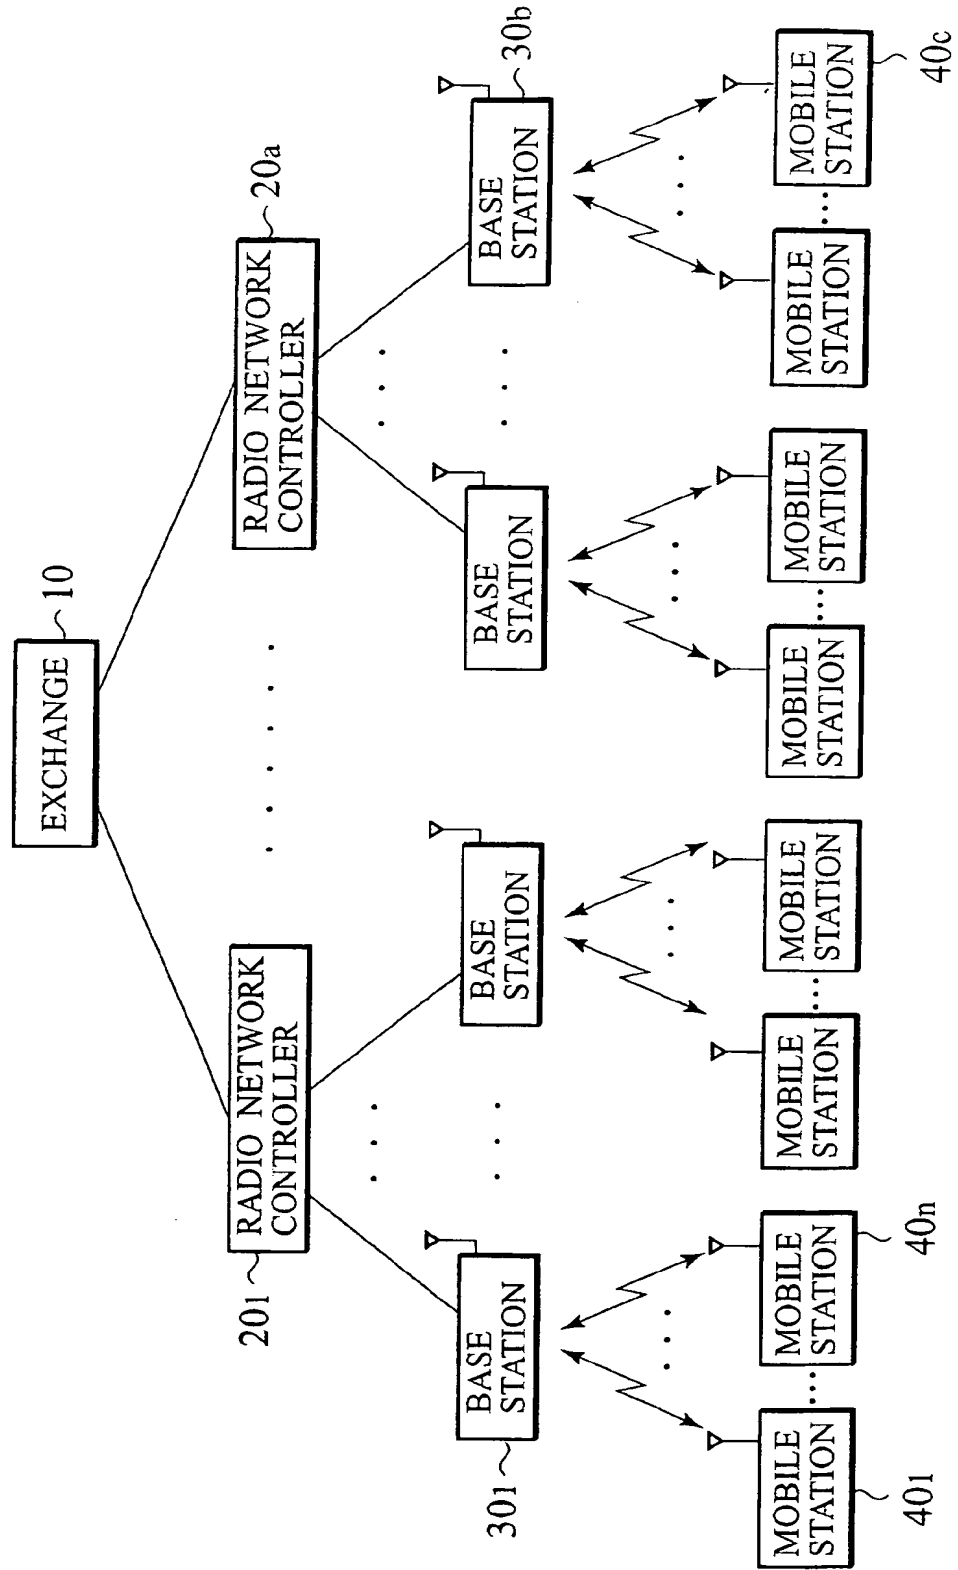 EXCHANGE
10
RADIO NETWORK
CONTROLLER
201
RADIO NETWORK
CONTROLLER
20a
BASE
STATION
301
BASE
STATION
BASE
STATION
BASE
STATION
30b
MOBILE
STATION
401
MOBILE
STATION
40n
MOBILE
STATION
MOBILE
STATION
MOBILE
STATION
MOBILE
STATION
MOBILE
STATION
MOBILE
STATION
40c